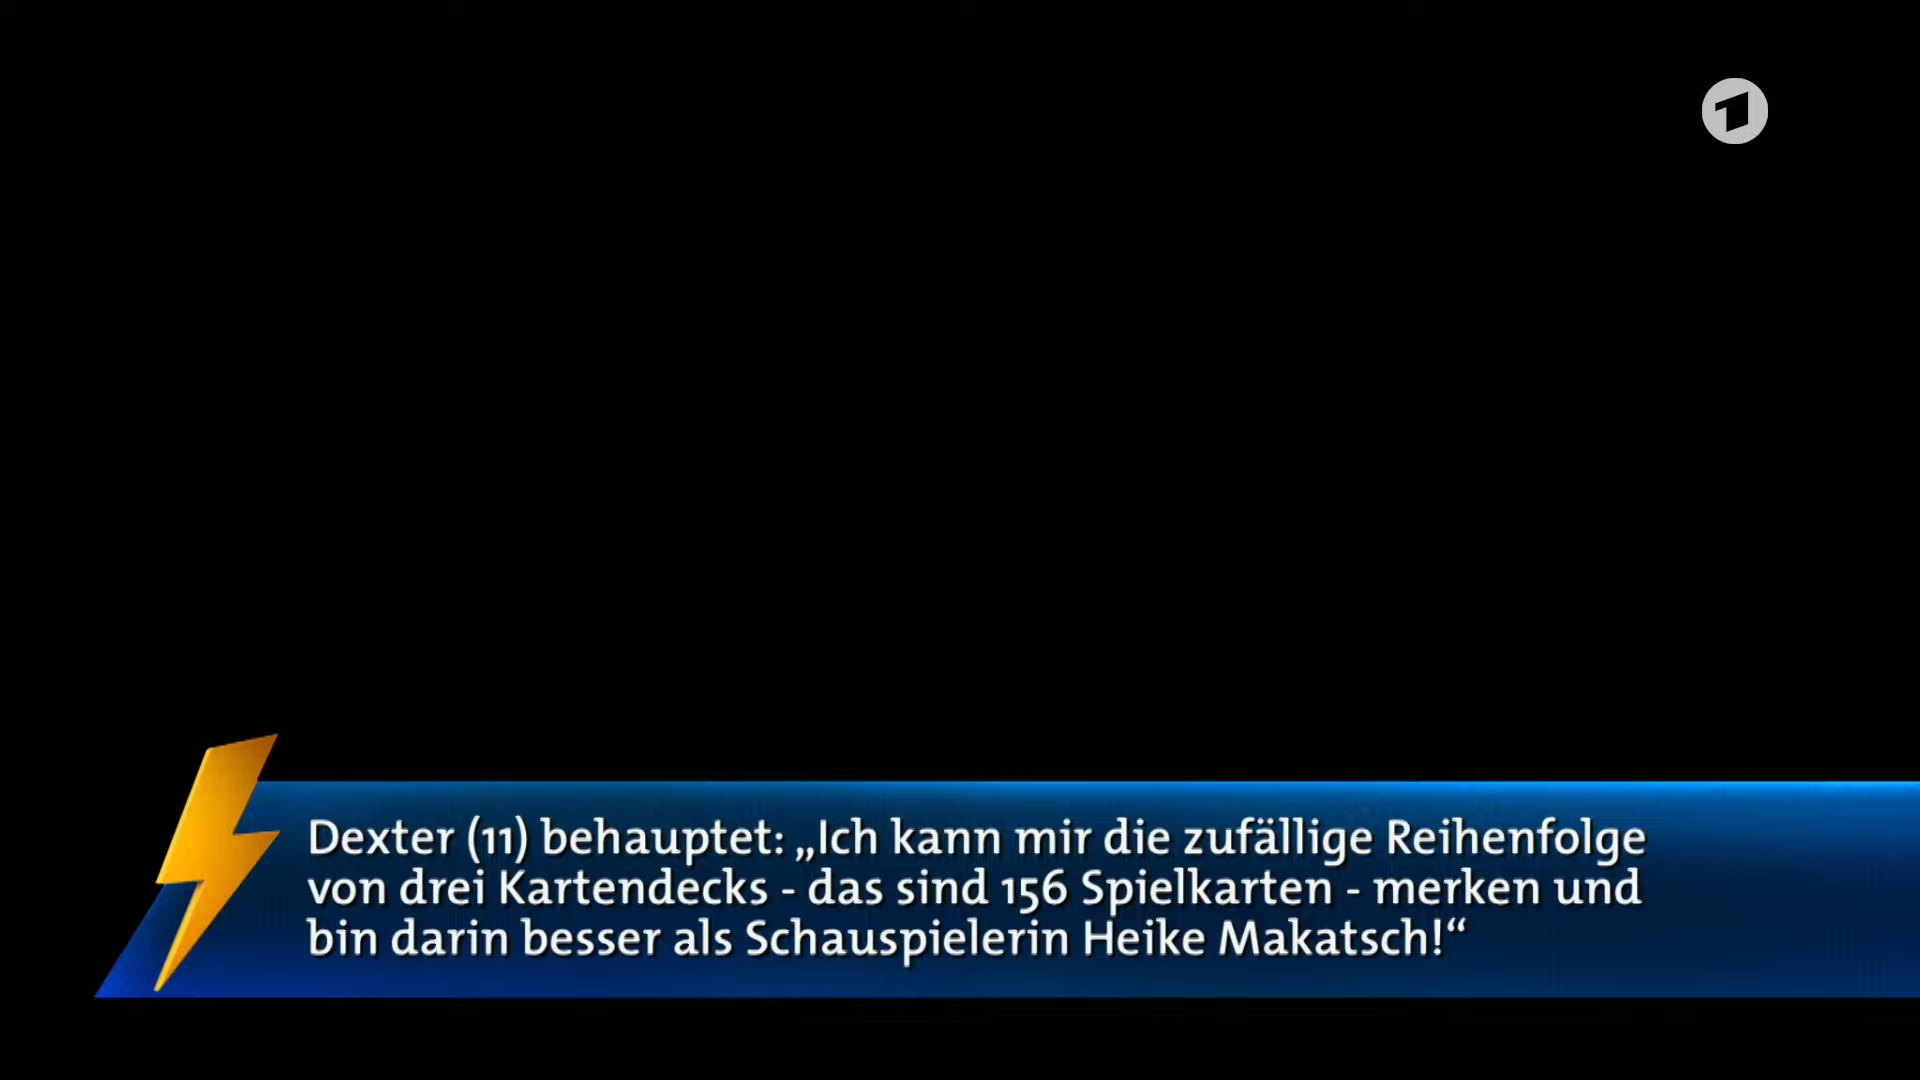 Dexter (11) behauptet: „Ich kann mir die zufällige Reihenfolge
von drei Kartendecks - das sind 156 Spielkarten - merken und
bin darin besser als Schauspielerin Heike Makatsch!“